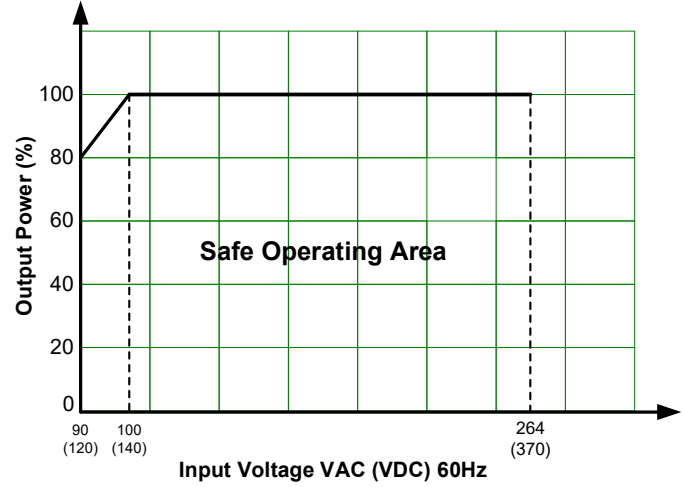 Output Power (%)
100
80
60
40
20
0
Safe Operating Area
90 100 264
(120) (140) (370)
Input Voltage VAC (VDC) 60Hz